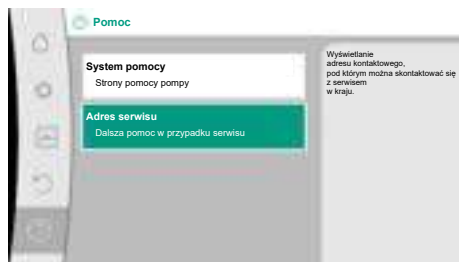 Pomoc
System pomocy
Strony pomocy pompy
Adres serwisu
Dalsza pomoc w przypadku serwisu
Wyświetlanie
adresu kontaktowego,
pod którym można skontaktować się
z serwisem
w kraju.